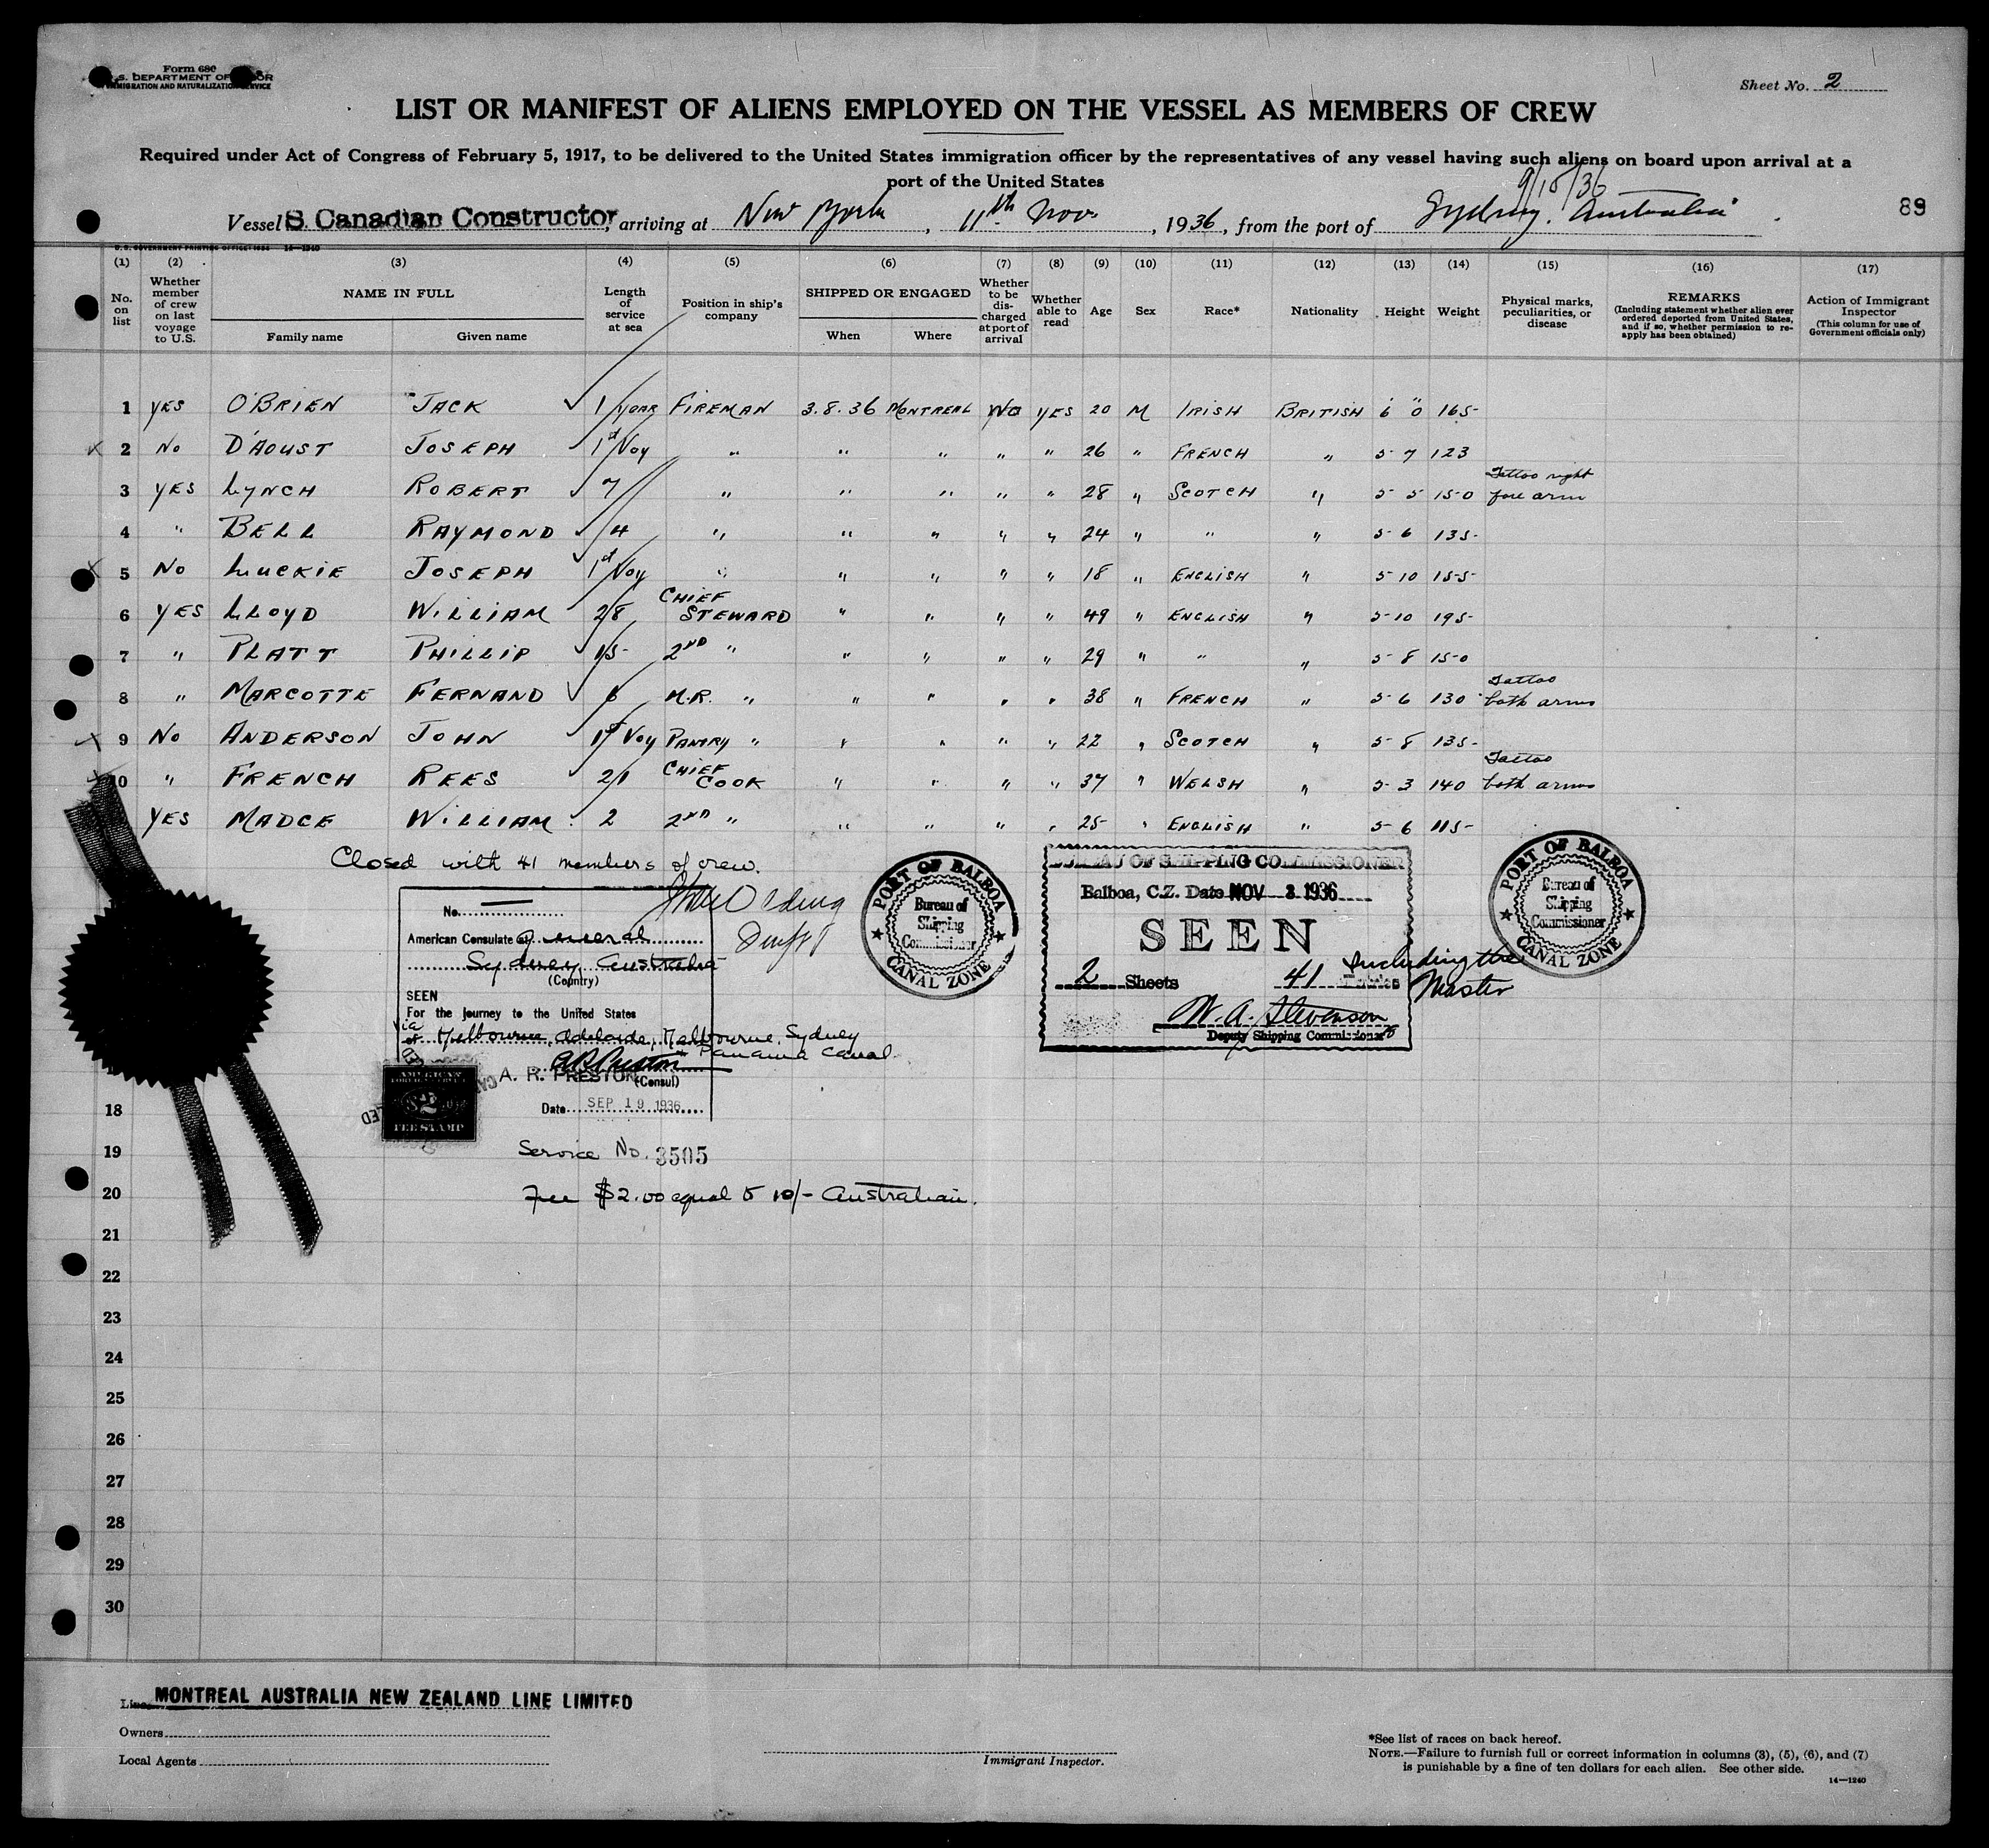 Form 680
U.S. DEPARTMENT OF LABOR
IMMIGRATION AND NATURALIZATION SERVICE
Sheet No. 2
LIST OR MANIFEST OF ALIENS EMPLOYED ON THE VESSEL AS MEMBERS OF CREW
Required under Act of Congress of February 5, 1917, to be delivered to the United States immigration officer by the representatives of any vessel having such aliens on board upon arrival at a
port of the United States
Vessel S. Canadian Constructor, arriving at New York, 11th Nov., 1936, from the port of Sydney. Australia.
U.S. GOVERNMENT PRINTING OFFICE 14—1240
(1) (2) (3) (4) (5) (6) (7) (8) (9) (10) (11) (12) (13) (14) (15) (16) (17)
No. on list
Whether member of crew on last voyage to U.S.
NAME IN FULL
Family name
Given name
Length of service at sea
Position in ship's company
SHIPPED OR ENGAGED
When
Where
Whether to be discharged at port of arrival
Whether able to read
Age
Sex
Race*
Nationality
Height
Weight
Physical marks, peculiarities, or disease
REMARKS
(Including statement whether alien ever ordered deported from United States, and if so, whether permission to reapply has been obtained)
Action of Immigrant Inspector
(This column for use of Government officials only)
1 YES O'BRIEN JACK 1 YEAR FIREMAN 3.8.36 MONTREAL NO YES 20 M IRISH BRITISH 6 0 165
2 NO D'AOUST JOSEPH 1st Voy " " " " " 26 " FRENCH " 5 7 123
3 YES LYNCH ROBERT 7 " " " " " 28 " SCOTCH " 5 5 150 Tattoo right fore arm
4 " BELL RAYMOND 4 " " " " " 24 " " " 5 6 135
5 NO LUCKIE JOSEPH 1st Voy " " " " " 18 " ENGLISH " 5 10 155
6 YES LLOYD WILLIAM 28 CHIEF STEWARD " " " " 49 " ENGLISH " 5 10 195
7 " PLATT PHILLIP 15 2ND " " " " " 29 " " " 5 8 150
8 " MARCOTTE FERNAND 6 M.R. " " " " " 38 " FRENCH " 5 6 130 Tattoo both arms
9 NO ANDERSON JOHN 1st Voy PANTRY " " " " " 22 " SCOTCH " 5 8 135
10 " FRENCH REES 21 CHIEF COOK " " " " 37 " WELSH " 5 3 140 Tattoo both arms
YES MADGE WILLIAM 2 2ND " " " " " 25 " ENGLISH " 5 6 115
Closed with 41 members of crew.
No.
American Consulate General
Sydney Australia
(Country)
SEEN
For the journey to the United States
via Melbourne, Adelaide, Melbourne, Sydney
Panama Canal
A. R. PRESTON (Consul)
Date SEP 19 1936
AMERICAN
FEE STAMP
PORT OF BALBOA
Bureau of
Shipping
Commissioner
CANAL ZONE
BUREAU OF SHIPPING COMMISSIONER
Balboa, C.Z. Date NOV 3 1936
SEEN
2 Sheets 41 Including the Master
W. A. Stevenson
Deputy Shipping Commissioner
PORT OF BALBOA
Bureau of
Shipping
Commissioner
CANAL ZONE
Service No. 3505
Fee $2.00 equal to 10/- Australian.
18
19
20
21
22
23
24
25
26
27
28
29
30
Line MONTREAL AUSTRALIA NEW ZEALAND LINE LIMITED
Owners
Local Agents
Immigrant Inspector.
*See list of races on back hereof.
NOTE.—Failure to furnish full or correct information in columns (3), (5), (6), and (7)
is punishable by a fine of ten dollars for each alien. See other side.
14—1240